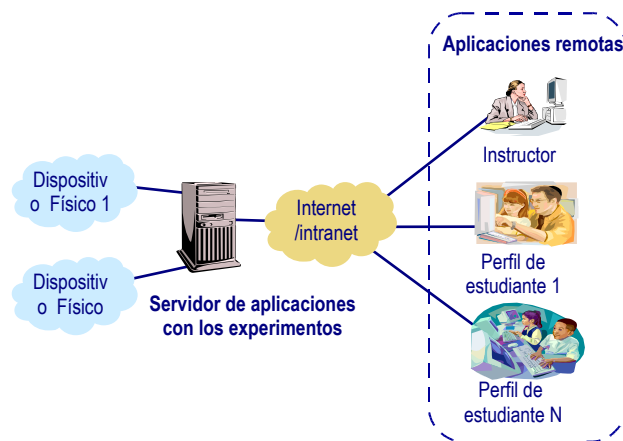 Aplicaciones remotas
Instructor
Dispositiv
o Físico 1
Internet
/intranet
Perfil de
estudiante 1
Dispositiv
o Físico
Servidor de aplicaciones
con los experimentos
Perfil de
estudiante N